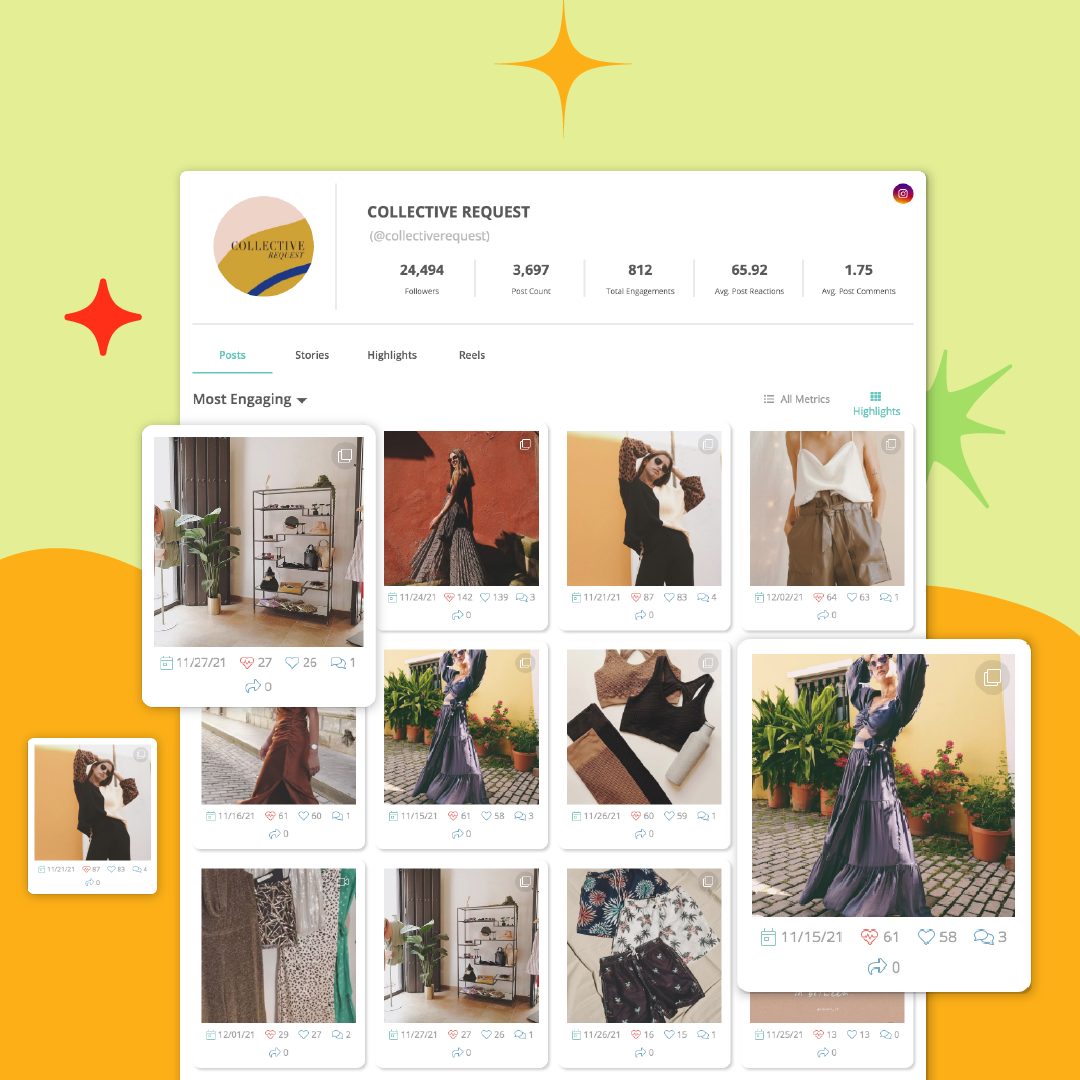 COLLECTIVE REQUEST
(@collectiverequest)
COLLECTIVE
REQUEST
24,494 3,697 812 65.92 1.75
Followers Post Count Total Engagements Avg. Post Reactions Avg. Post Comments
Posts Stories Highlights Reels
Most Engaging All Metrics Highlights
11/27/21 27 26 1
0
11/24/21 142 139 3
0
11/21/21 87 83 4
0
12/02/21 64 63 1
0
11/16/21 61 60 1
0
11/15/21 61 58 3
0
11/26/21 60 59 1
0
11/15/21 61 58 3
0
11/21/21 87 83 4
0
12/01/21 29 27 2
0
11/27/21 27 26 1
0
11/26/21 16 15 1
0
in between
11/25/21 13 13 0
0